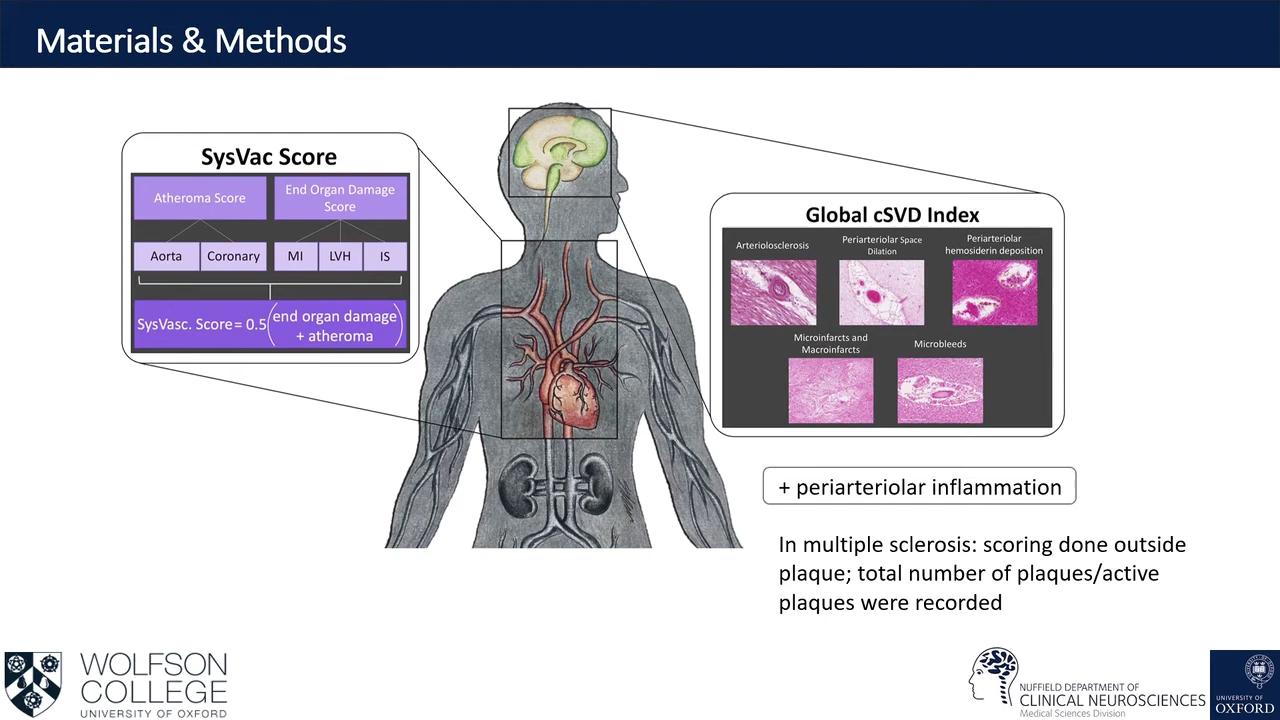 Materials & Methods
SysVac Score
Atheroma Score
End Organ Damage
Score
Aorta
Coronary
MI
LVH
IS
SysVasc. Score = 0.5 (end organ damage
+ atheroma)
Global cSVD Index
Arteriolosclerosis
Periarteriolar Space
Dilation
Periarteriolar
hemosiderin deposition
Microinfarcts and
Macroinfarcts
Microbleeds
+ periarteriolar inflammation
In multiple sclerosis: scoring done outside
plaque; total number of plaques/active
plaques were recorded
WOLFSON
COLLEGE
UNIVERSITY OF OXFORD
NUFFIELD DEPARTMENT OF
CLINICAL NEUROSCIENCES
Medical Sciences Division
UNIVERSITY OF
OXFORD